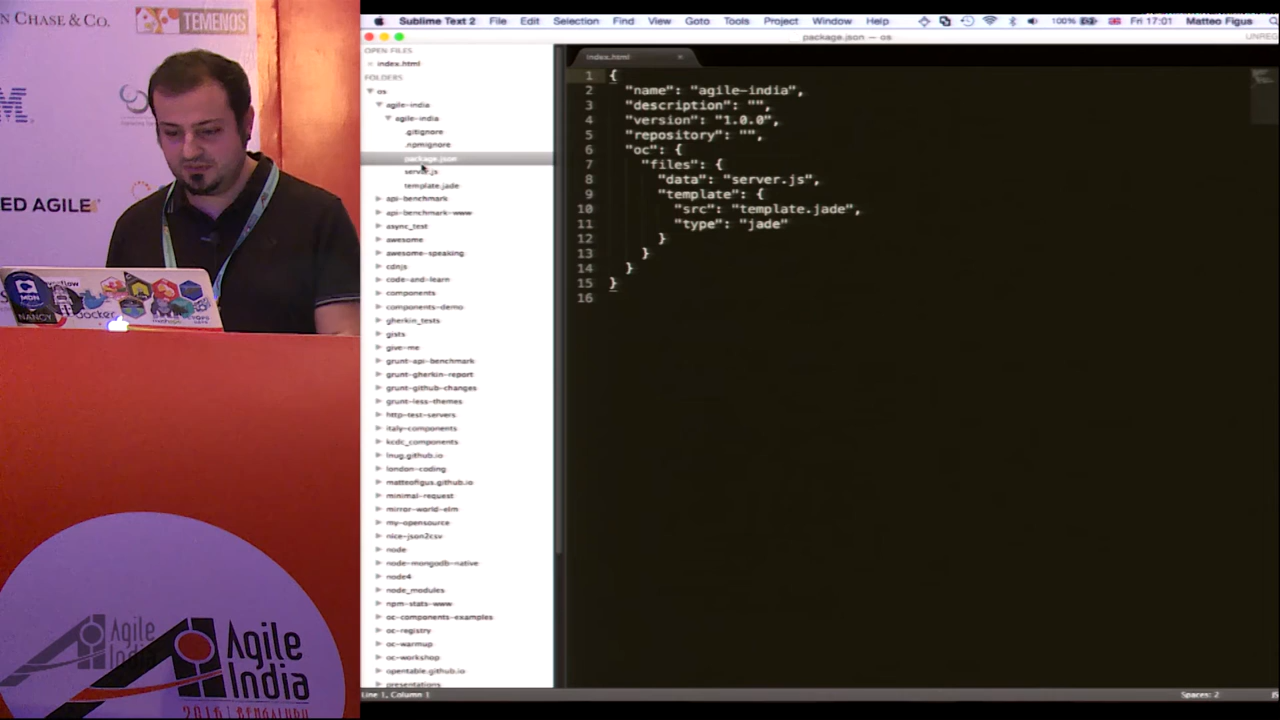 N CHASE & CO.
TEMENOS
M
ED AGILE
MDN
NANCY
docker
Agile
Agile
India
2016
Sublime Text 2 File Edit Selection Find View Goto Tools Project Window Help 100% Fri 17:01 Matteo Figus
package.json — os
UNREG
OPEN FILES
index.html
FOLDERS
os
agile-india
agile-india
.gitignore
.npmignore
package.json
server.js
template.jade
api-benchmark
api-benchmark-www
async_test
awesome
awesome-speaking
cdnjs
code-and-learn
components
components-demo
gherkin_tests
gists
give-me
grunt-api-benchmark
grunt-gherkin-report
grunt-github-changes
grunt-less-themes
http-test-servers
italy-components
kcdc_components
lnug.github.io
london-coding
matteofigus.github.io
minimal-request
mirror-world-elm
my-opensource
nice-json2csv
node
node-mongodb-native
node4
node_modules
npm-stats-www
oc-components-examples
oc-registry
oc-warmup
oc-workshop
opentable.github.io
presentations
index.html
1 {
2 "name": "agile-india",
3 "description": "",
4 "version": "1.0.0",
5 "repository": "",
6 "oc": {
7 "files": {
8 "data": "server.js",
9 "template": {
10 "src": "template.jade",
11 "type": "jade"
12 }
13 }
14 }
15 }
16
Line 1, Column 1
Spaces: 2
JS